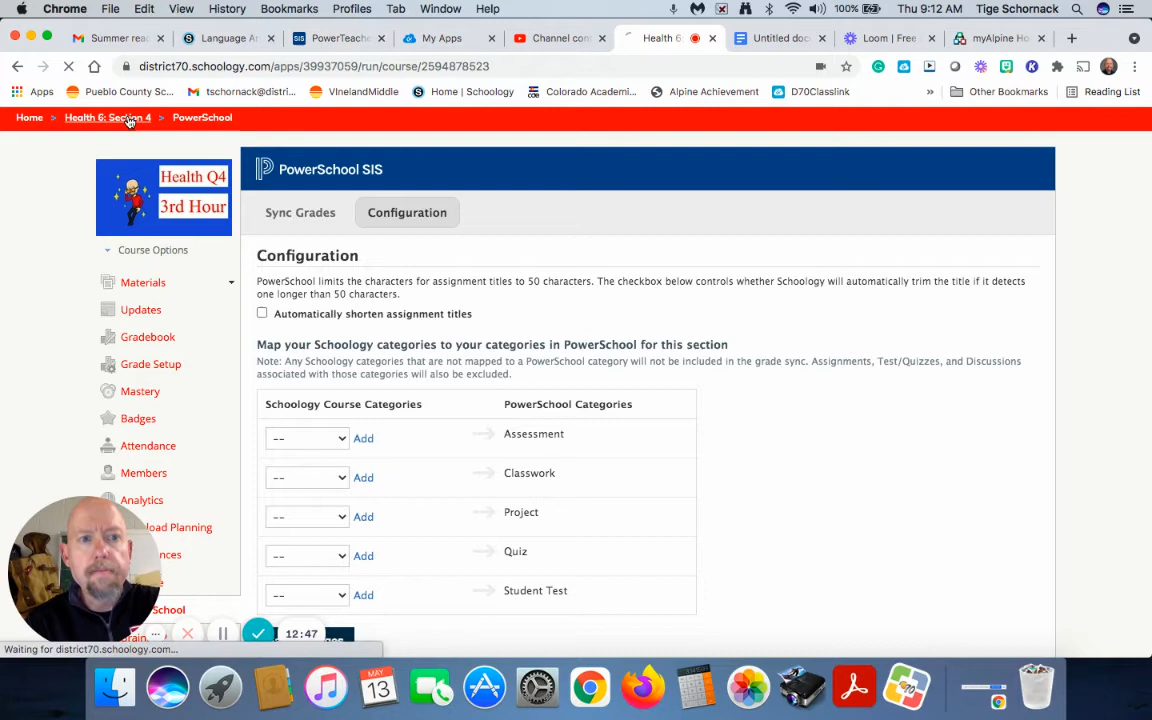 Chrome File Edit View History Bookmarks Profiles Tab Window Help 100% Thu 9:12 AM Tige Schornack
Summer rea Language Ar PowerTeache My Apps Channel con Health 6: Untitled doc Loom | Free myAlpine Ho
district70.schoology.com/apps/39937059/run/course/2594878523
Apps Pueblo County Sc... tschornack@distri... VInelandMiddle Home | Schoology Colorado Academi... Alpine Achievement D70Classlink » Other Bookmarks Reading List
Home > Health 6: Section 4 > PowerSchool
Health Q4
3rd Hour
PowerSchool SIS
Sync Grades Configuration
Course Options
Materials
Updates
Gradebook
Grade Setup
Mastery
Badges
Attendance
Members
Analytics
load Planning
School
Configuration
PowerSchool limits the characters for assignment titles to 50 characters. The checkbox below controls whether Schoology will automatically trim the title if it detects
one longer than 50 characters.
Automatically shorten assignment titles
Map your Schoology categories to your categories in PowerSchool for this section
Note: Any Schoology categories that are not mapped to a PowerSchool category will not be included in the grade sync. Assignments, Test/Quizzes, and Discussions
associated with those categories will also be excluded.
Schoology Course Categories PowerSchool Categories
-- Add Assessment
-- Add Classwork
-- Add Project
-- Add Quiz
-- Add Student Test
12:47
Waiting for district70.schoology.com...
MAY
13
70